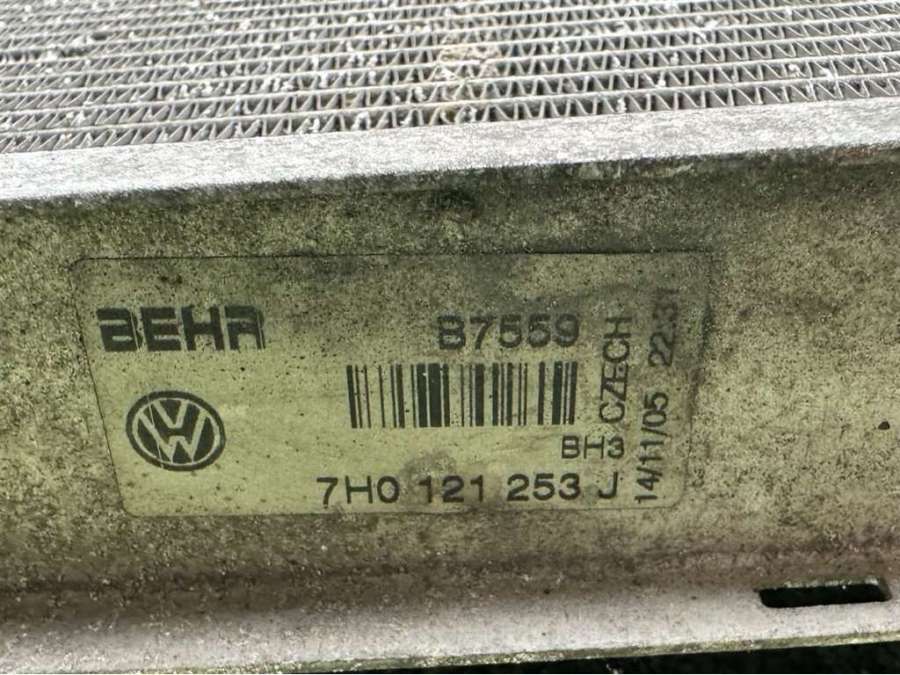 BEHR
B7559
BH3
7H0 121 253 J
CZECH
14/11/05 22:31